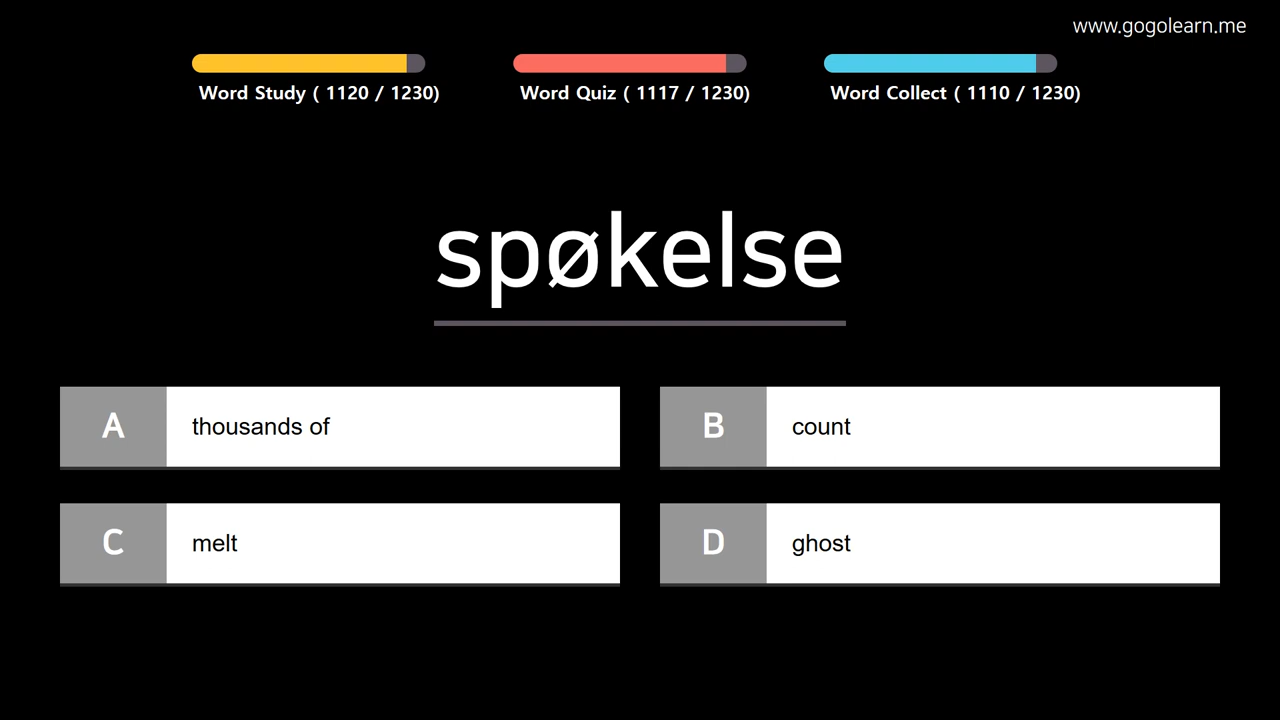 www.gogolearn.me
Word Study ( 1120 / 1230)
Word Quiz ( 1117 / 1230)
Word Collect ( 1110 / 1230)
spøkelse
A thousands of
B count
C melt
D ghost